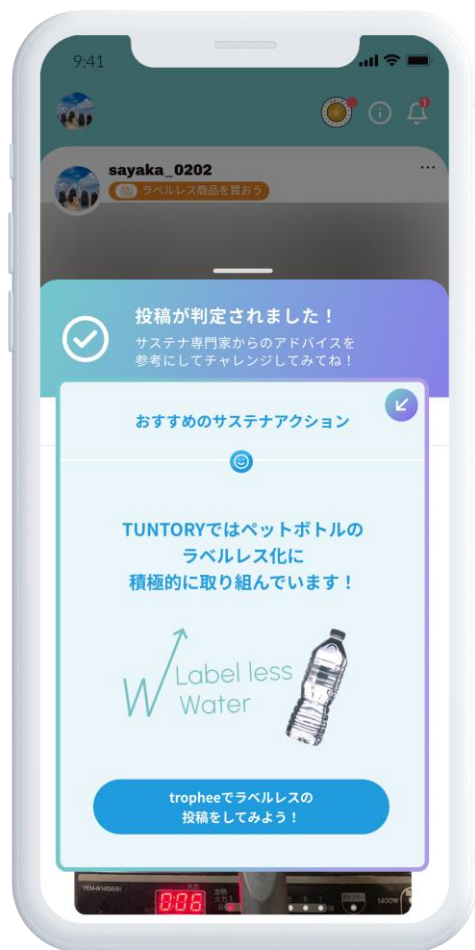 9:41
sayaka_0202
ラベルレス商品を買おう
投稿が判定されました！
サステナ専門家からのアドバイスを
参考にしてチャレンジしてみてね！
おすすめのサステナアクション
TUNTORYではペットボトルの
ラベルレス化に
積極的に取り組んでいます！
Label less
Water
tropheeでラベルレスの
投稿をしてみよう！
火力
0:06
5 6 7
1400W